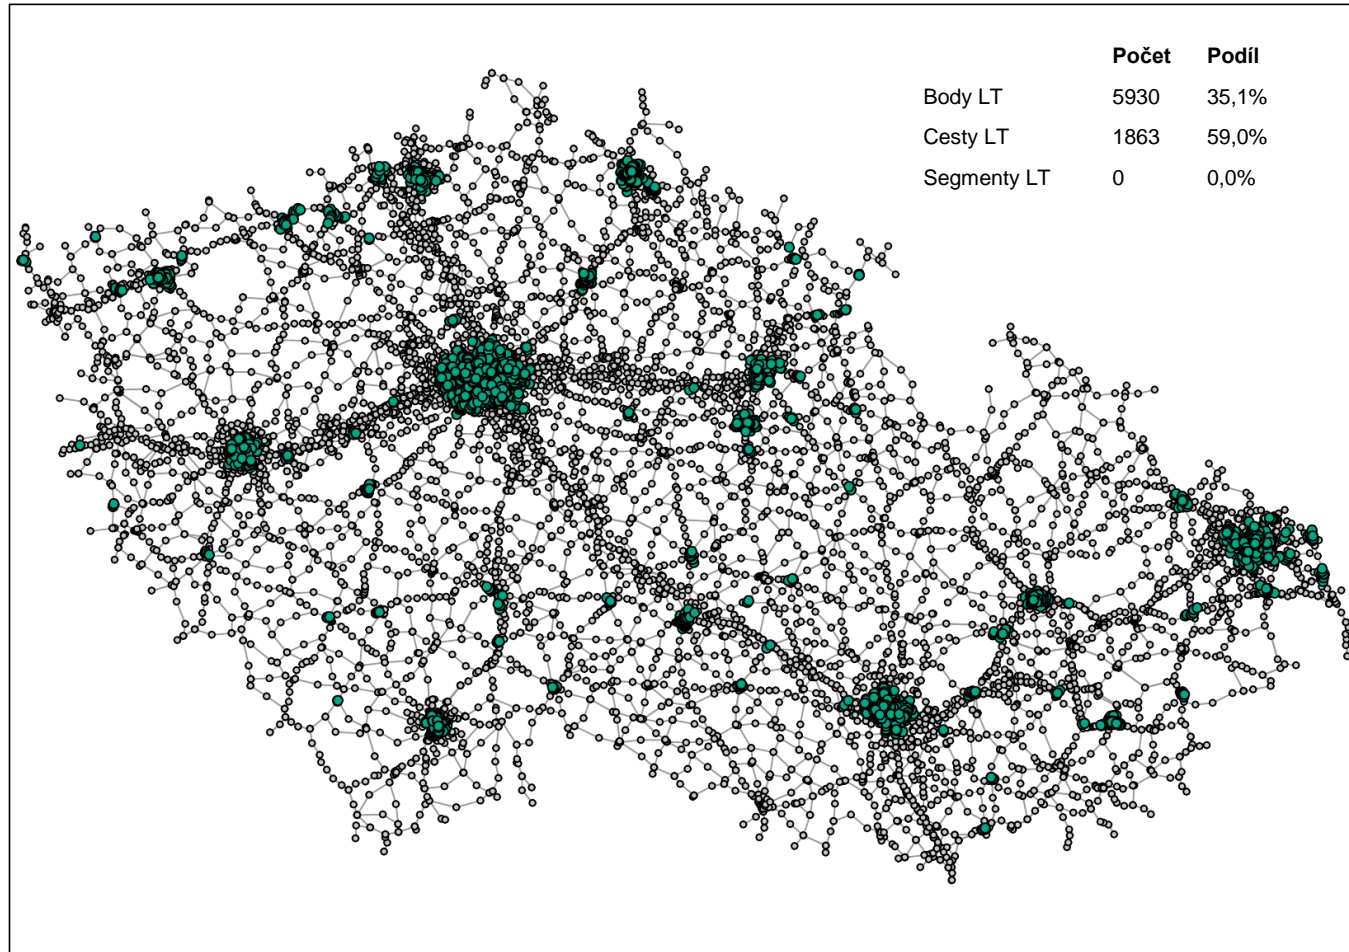 Počet Podíl
Body LT 5930 35,1%
Cesty LT 1863 59,0%
Segmenty LT 0 0,0%